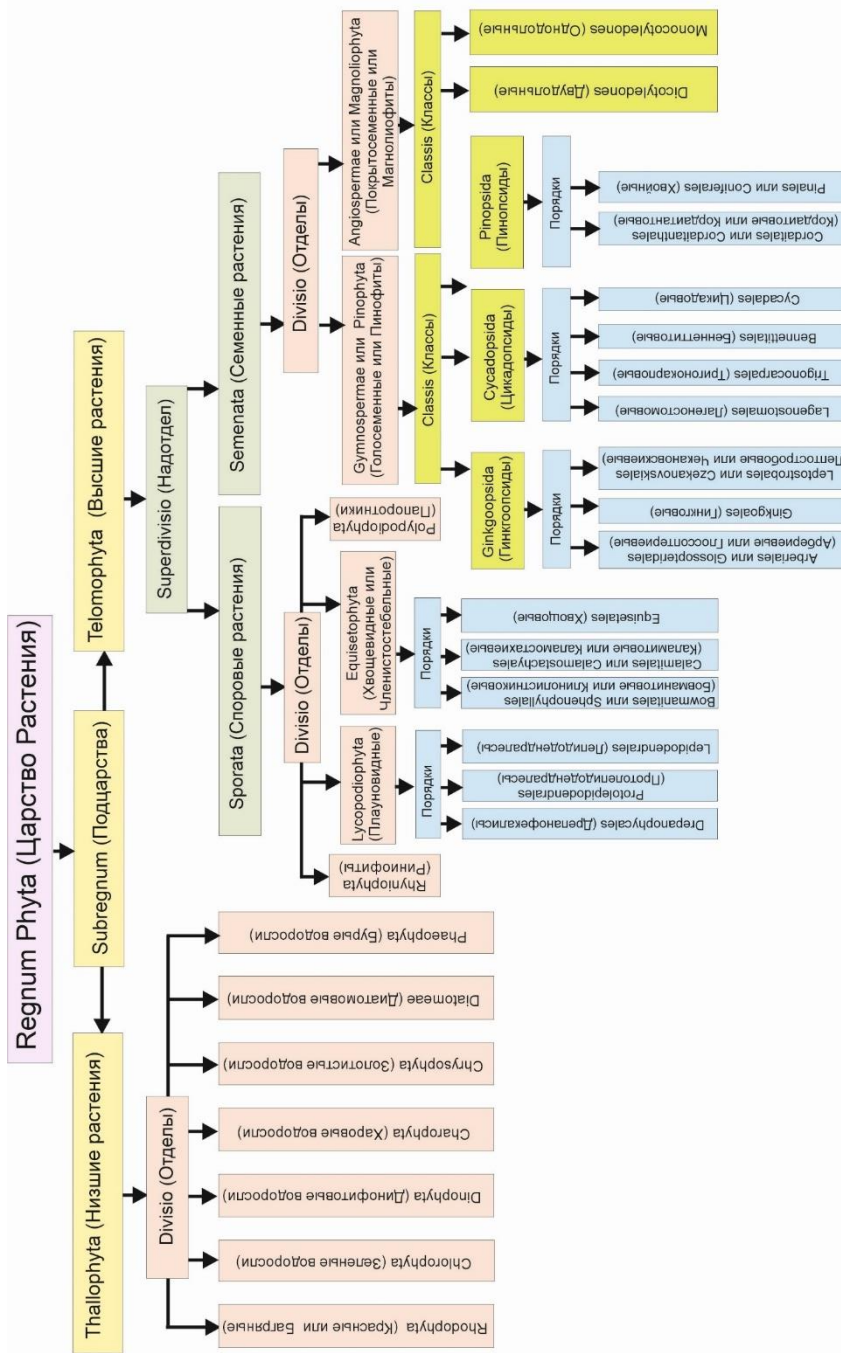 Regnum Phyta (Царство Растения)
Subregnum (Подцарства)
Thallophyta (Низшие растения)
Divisio (Отделы)
Rhodophyta (Красные или Багряные)
Chlorophyta (Зеленые водоросли)
Dinophyta (Динофитовые водоросли)
Charophyta (Харовые водоросли)
Chrysophyta (Золотистые водоросли)
Diatomeae (Диатомовые водоросли)
Phaeophyta (Бурые водоросли)
Telomophyta (Высшие растения)
Superdivisio (Надотдел)
Sporata (Споровые растения)
Divisio (Отделы)
Rhyniophyta
(Риниофиты)
Lycopodiophyta
(Плауновидные)
Порядки
Drepanophycales (Дрепанофекалисы)
Protolepidodendrales
(Протолепидодендралесы)
Lepidodendrales (Лепидодендралесы)
Equisetophyta
(Хвощевидные или
Членистостебельные)
Порядки
Bowmanitales или Sphenophyllales
(Бовманитовые или Клинолистниковые)
Calamitales или Calamostachyales
(Каламитовые или Каламостахиевые)
Equisetales (Хвощовые)
Polypodiophyta
(Папоротники)
Semenata (Семенные растения)
Divisio (Отделы)
Gymnospermae или Pinophyta
(Голосеменные или Пинофиты)
Classis (Классы)
Ginkgoopsida
(Гинкгоопсиды)
Порядки
Arberiales или Glossopteridales
(Арбериевые или Глоссоптериевые)
Ginkgoales (Гинкговые)
Leptostrobales или Czekanovskiales
(Лептостробовые или Чекановскиевые)
Cycadopsida
(Цикадопсиды)
Порядки
Lagenostomales (Лагеностомовые)
Trigonocarpales (Тригонокарповые)
Bennettitales (Беннеттитовые)
Cycadales (Цикадовые)
Pinopsida
(Пинопсиды)
Порядки
Cordaitales или Cordaitanthales
(Кордаитовые или Кордаитантовые)
Pinales или Coniferales (Хвойные)
Angiospermae или Magnoliophyta
(Покрытосеменные или
Магнолиофиты)
Classis (Классы)
Dicotyledones (Двудольные)
Monocotyledones (Однодольные)